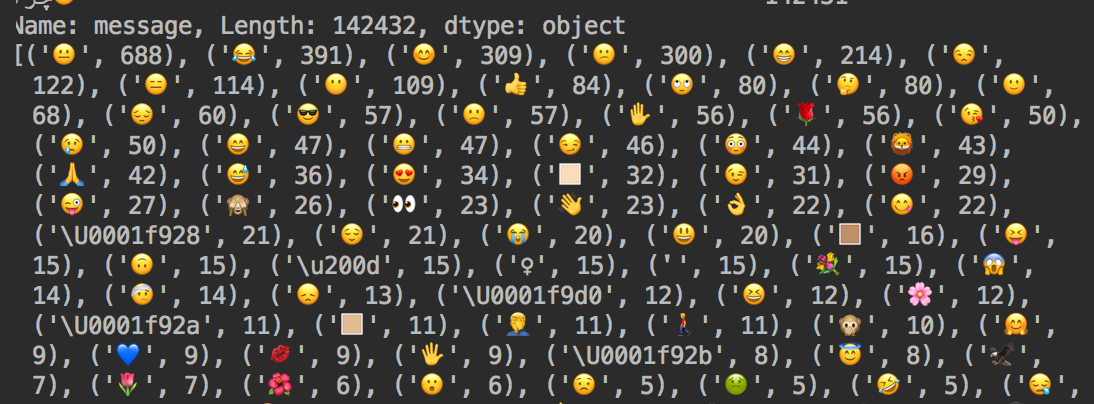 142431
Name: message, Length: 142432, dtype: object
[('😐', 688), ('😂', 391), ('😊', 309), ('😕', 300), ('😁', 214), ('😒',
122), ('😑', 114), ('😶', 109), ('👍', 84), ('🙄', 80), ('🤔', 80), ('🙂',
68), ('😔', 60), ('😎', 57), ('🙁', 57), ('✋', 56), ('🌹', 56), ('😘', 50),
('😢', 50), ('😄', 47), ('😬', 47), ('😏', 46), ('😳', 44), ('🦁', 43),
('🙏', 42), ('😅', 36), ('😍', 34), ('🏻', 32), ('😉', 31), ('😡', 29),
('😜', 27), ('🙈', 26), ('👀', 23), ('👋', 23), ('👌', 22), ('😋', 22),
('\U0001f928', 21), ('😌', 21), ('😭', 20), ('😃', 20), ('🏽', 16), ('😝',
15), ('🙃', 15), ('\u200d', 15), ('♀', 15), ('', 15), ('💐', 15), ('😱',
14), ('🤕', 14), ('😞', 13), ('\U0001f9d0', 12), ('😆', 12), ('🌸', 12),
('\U0001f92a', 11), ('🏼', 11), ('🤦', 11), ('🚶', 11), ('🐵', 10), ('🤗',
9), ('💙', 9), ('💋', 9), ('🖐', 9), ('\U0001f92b', 8), ('😇', 8), ('🦅',
7), ('🌷', 7), ('🌺', 6), ('😮', 6), ('😟', 5), ('🤢', 5), ('🤣', 5), ('😪',